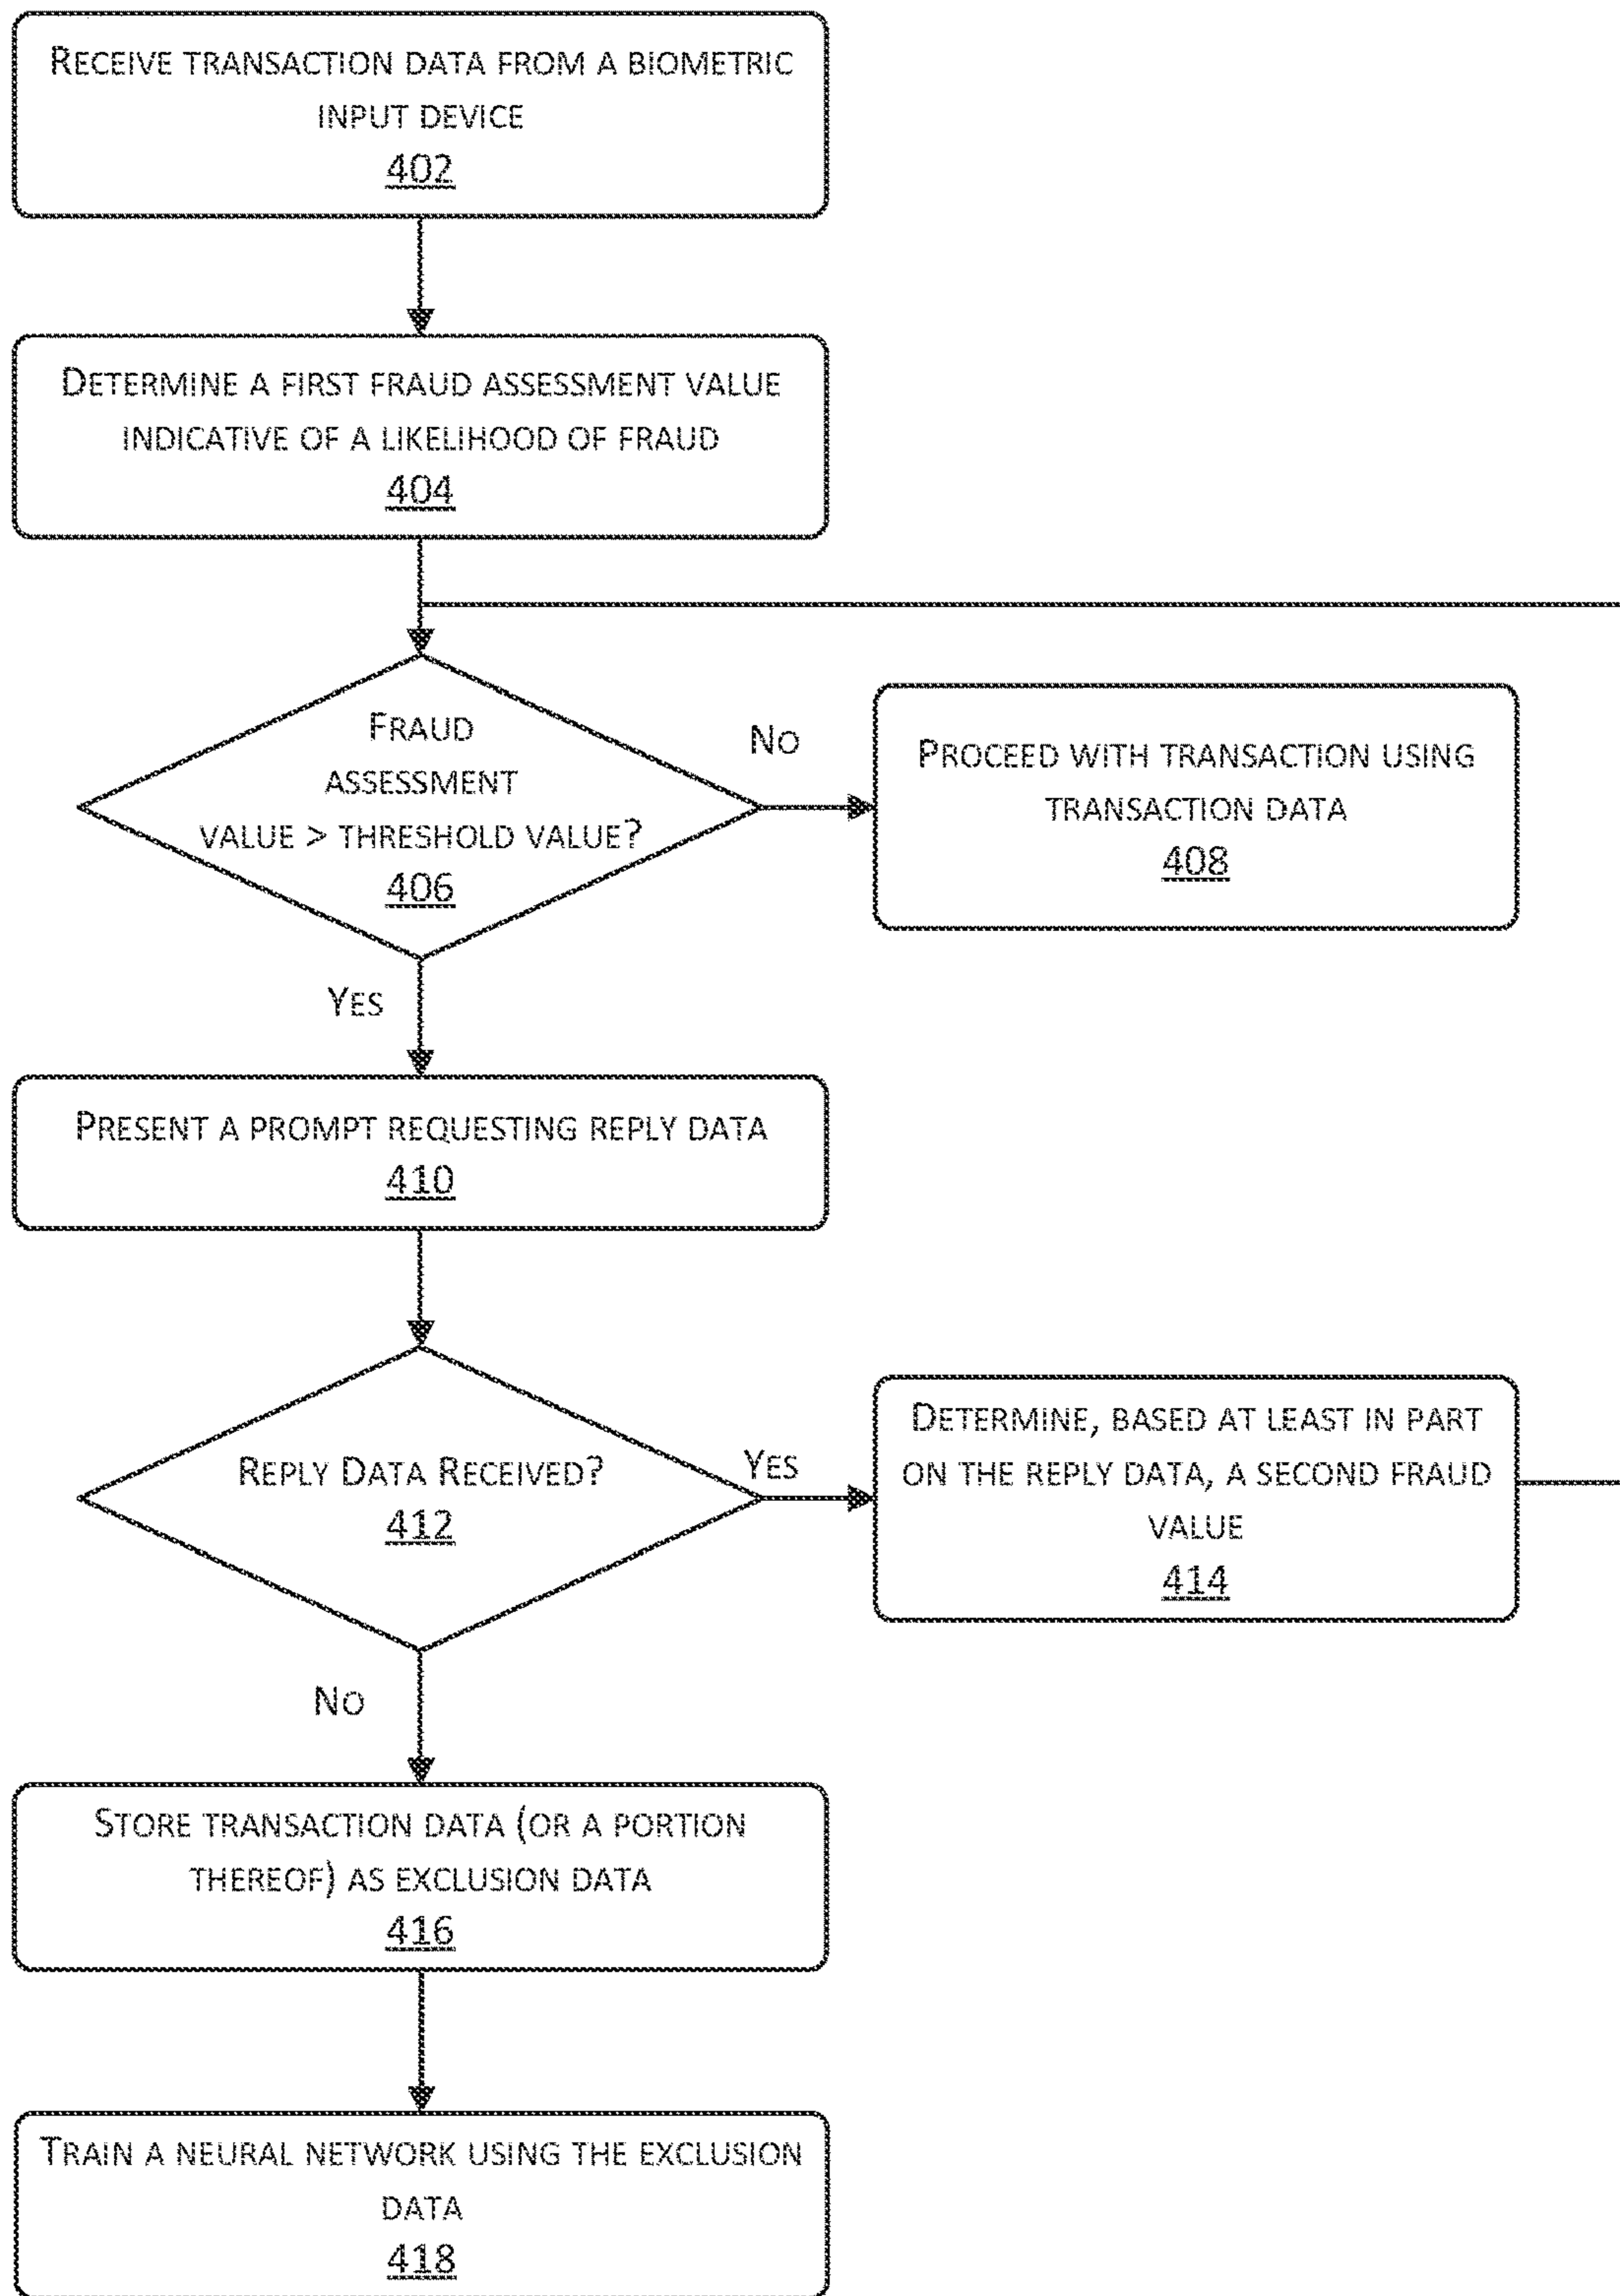 RECEIVE TRANSACTION DATA FROM A BIOMETRIC
INPUT DEVICE
402
DETERMINE A FIRST FRAUD ASSESSMENT VALUE
INDICATIVE OF A LIKELIHOOD OF FRAUD
404
FRAUD
ASSESSMENT
VALUE > THRESHOLD VALUE?
406
NO
PROCEED WITH TRANSACTION USING
TRANSACTION DATA
408
YES
PRESENT A PROMPT REQUESTING REPLY DATA
410
REPLY DATA RECEIVED?
412
YES
DETERMINE, BASED AT LEAST IN PART
ON THE REPLY DATA, A SECOND FRAUD
VALUE
414
NO
STORE TRANSACTION DATA (OR A PORTION
THEREOF) AS EXCLUSION DATA
416
TRAIN A NEURAL NETWORK USING THE EXCLUSION
DATA
418